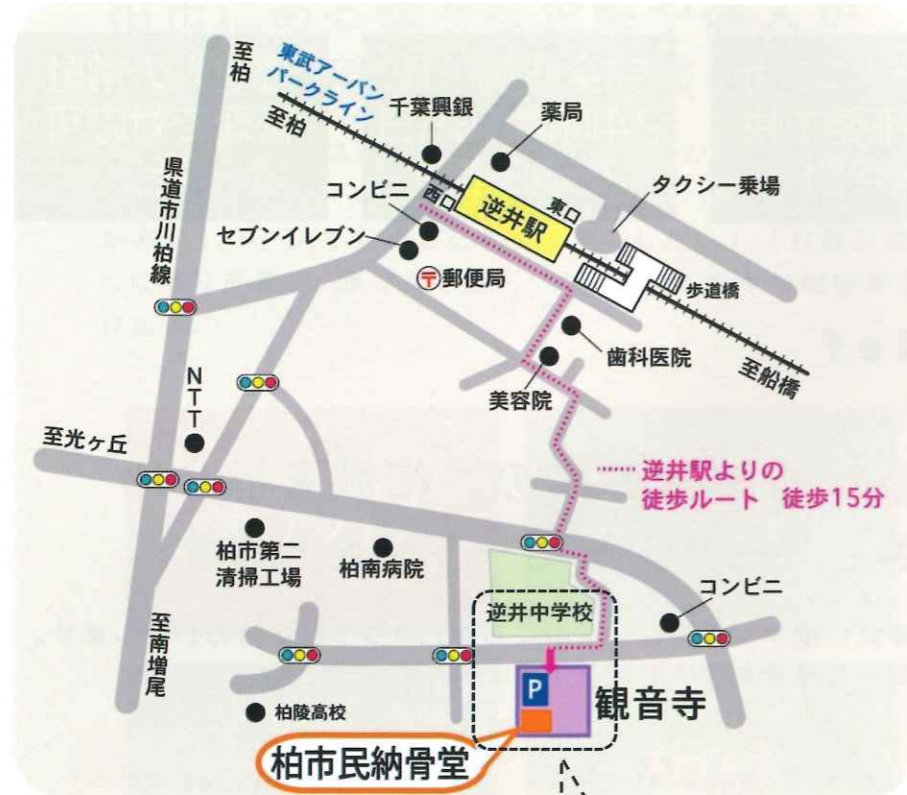 至柏
東武アーバン
パークライン
至柏
千葉興銀
薬局
県道市川柏線
コンビニ
西口
逆井駅
東口
タクシー乗場
セブンイレブン
〒郵便局
歩道橋
歯科医院
美容院
至船橋
NTT
至光ヶ丘
逆井駅よりの
徒歩ルート 徒歩15分
柏市第二
清掃工場
柏南病院
逆井中学校
コンビニ
至南増尾
P
観音寺
柏陵高校
柏市民納骨堂